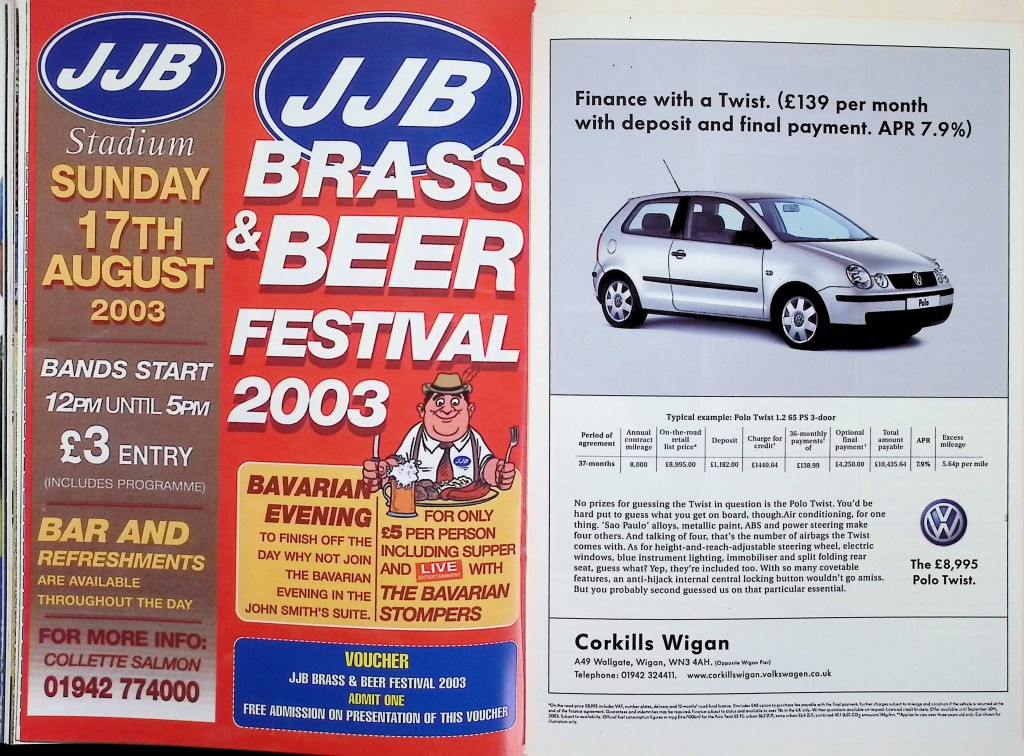 JJB
Stadium
SUNDAY
17TH
AUGUST
2003
BANDS START
12PM UNTIL 5PM
£3 ENTRY
(INCLUDES PROGRAMME)
BAR AND
REFRESHMENTS
ARE AVAILABLE
THROUGHOUT THE DAY
FOR MORE INFO:
COLLETTE SALMON
01942 774000
JJB
BRASS
& BEER
FESTIVAL
2003
JJB
BAVARIAN
EVENING
TO FINISH OFF THE
DAY WHY NOT JOIN
THE BAVARIAN
EVENING IN THE
JOHN SMITH'S SUITE.
FOR ONLY
£5 PER PERSON
INCLUDING SUPPER
AND LIVE ENTERTAINMENT WITH
THE BAVARIAN
STOMPERS
VOUCHER
JJB BRASS & BEER FESTIVAL 2003
ADMIT ONE
FREE ADMISSION ON PRESENTATION OF THIS VOUCHER
Finance with a Twist. (£139 per month
with deposit and final payment. APR 7.9%)
Polo
Typical example: Polo Twist 1.2 65 PS 3-door
Period of agreement | Annual contract mileage | On-the-road retail list price* | Deposit | Charge for credit† | 36-monthly payments of | Optional final payment† | Total amount payable | APR | Excess mileage
37-months | 8,000 | £8,995.00 | £1,182.00 | £1440.64 | £138.99 | £4,250.00 | £10,435.64 | 7.9% | 5.64p per mile
No prizes for guessing the Twist in question is the Polo Twist. You'd be
hard put to guess what you get on board, though.Air conditioning, for one
thing. 'Sao Paulo' alloys, metallic paint, ABS and power steering make
four others. And talking of four, that's the number of airbags the Twist
comes with. As for height-and-reach-adjustable steering wheel, electric
windows, blue instrument lighting, immobiliser and split folding rear
seat, guess what? Yep, they're included too. With so many covetable
features, an anti-hijack internal central locking button wouldn't go amiss.
But you probably second guessed us on that particular essential.
The £8,995
Polo Twist.
Corkills Wigan
A49 Wallgate, Wigan, WN3 4AH. (Opposite Wigan Pier)
Telephone: 01942 324411. www.corkillswigan.volkswagen.co.uk